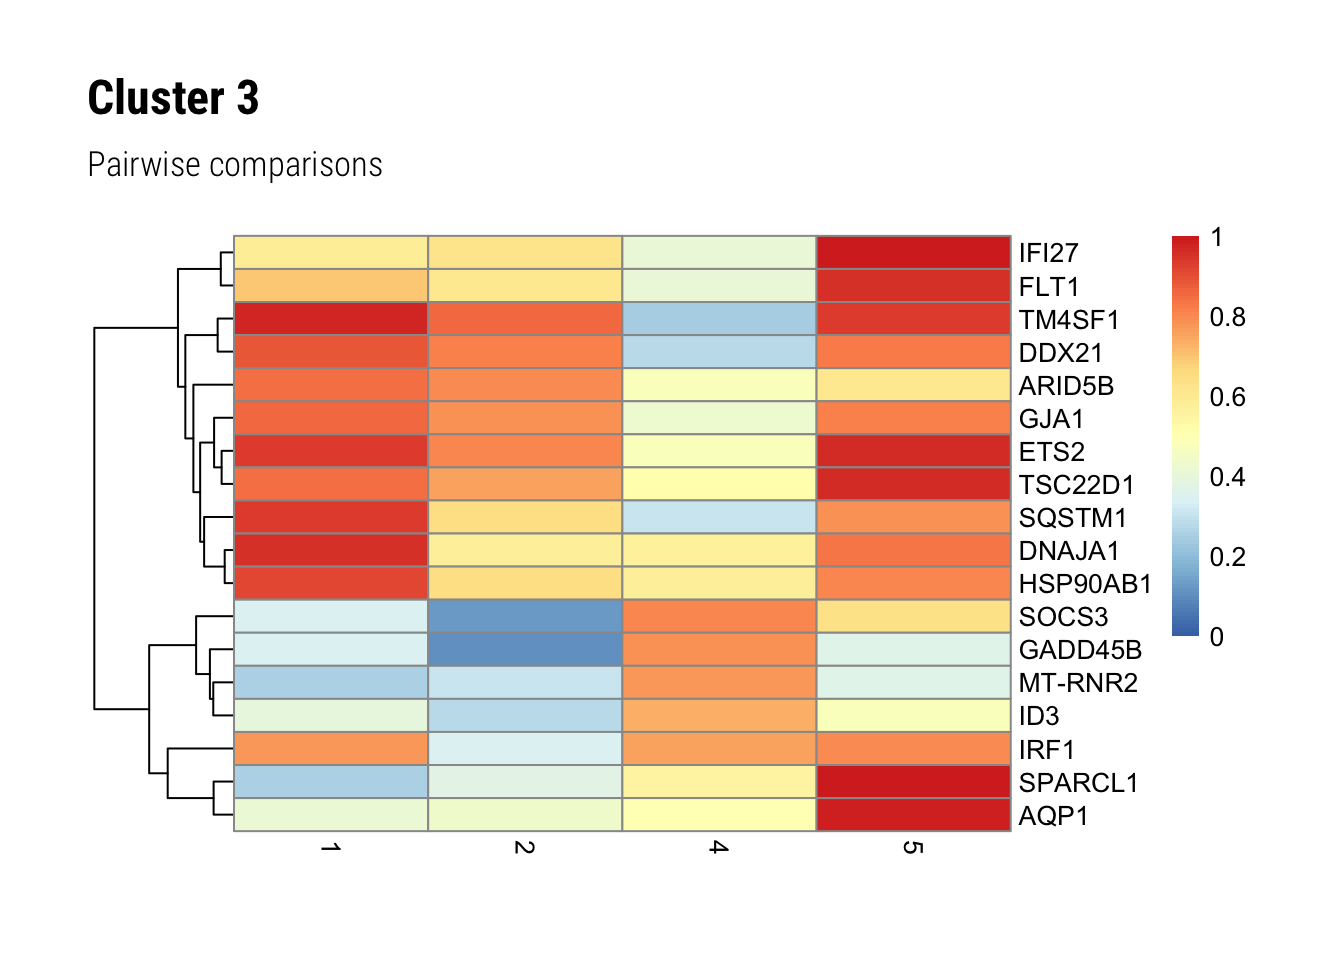 Cluster 3
Pairwise comparisons
IFI27
FLT1
TM4SF1
DDX21
ARID5B
GJA1
ETS2
TSC22D1
SQSTM1
DNAJA1
HSP90AB1
SOCS3
GADD45B
MT-RNR2
ID3
IRF1
SPARCL1
AQP1
1
0.8
0.6
0.4
0.2
0
1
2
4
5